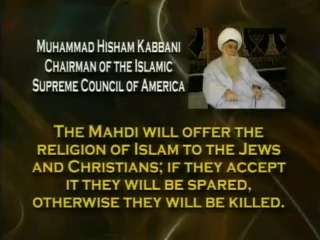 MUHAMMAD HISHAM KABBANI
CHAIRMAN OF THE ISLAMIC
SUPREME COUNCIL OF AMERICA
THE MAHDI WILL OFFER THE
RELIGION OF ISLAM TO THE JEWS
AND CHRISTIANS; IF THEY ACCEPT
IT THEY WILL BE SPARED,
OTHERWISE THEY WILL BE KILLED.